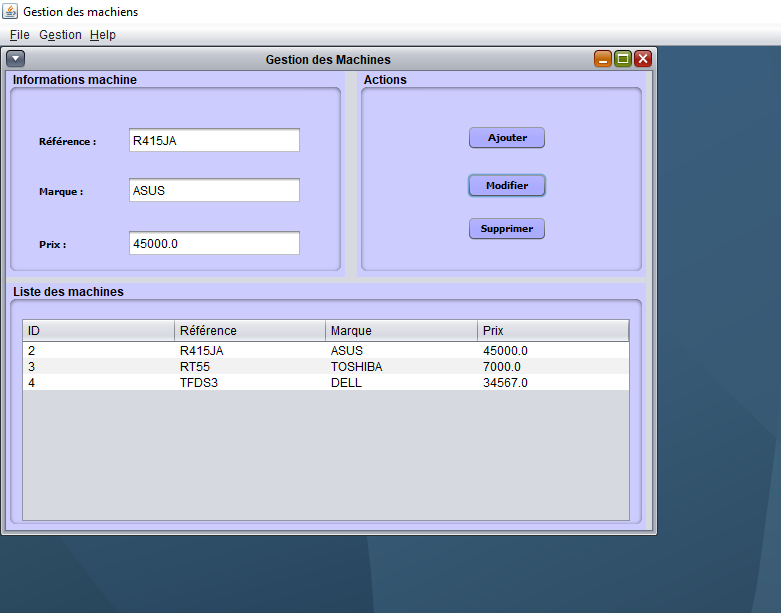 Gestion des machiens
File Gestion Help
Gestion des Machines
Informations machine
Référence :
R415JA
Marque :
ASUS
Prix :
45000.0
Actions
Ajouter
Modifier
Supprimer
Liste des machines
ID Référence Marque Prix
2 R415JA ASUS 45000.0
3 RT55 TOSHIBA 7000.0
4 TFDS3 DELL 34567.0